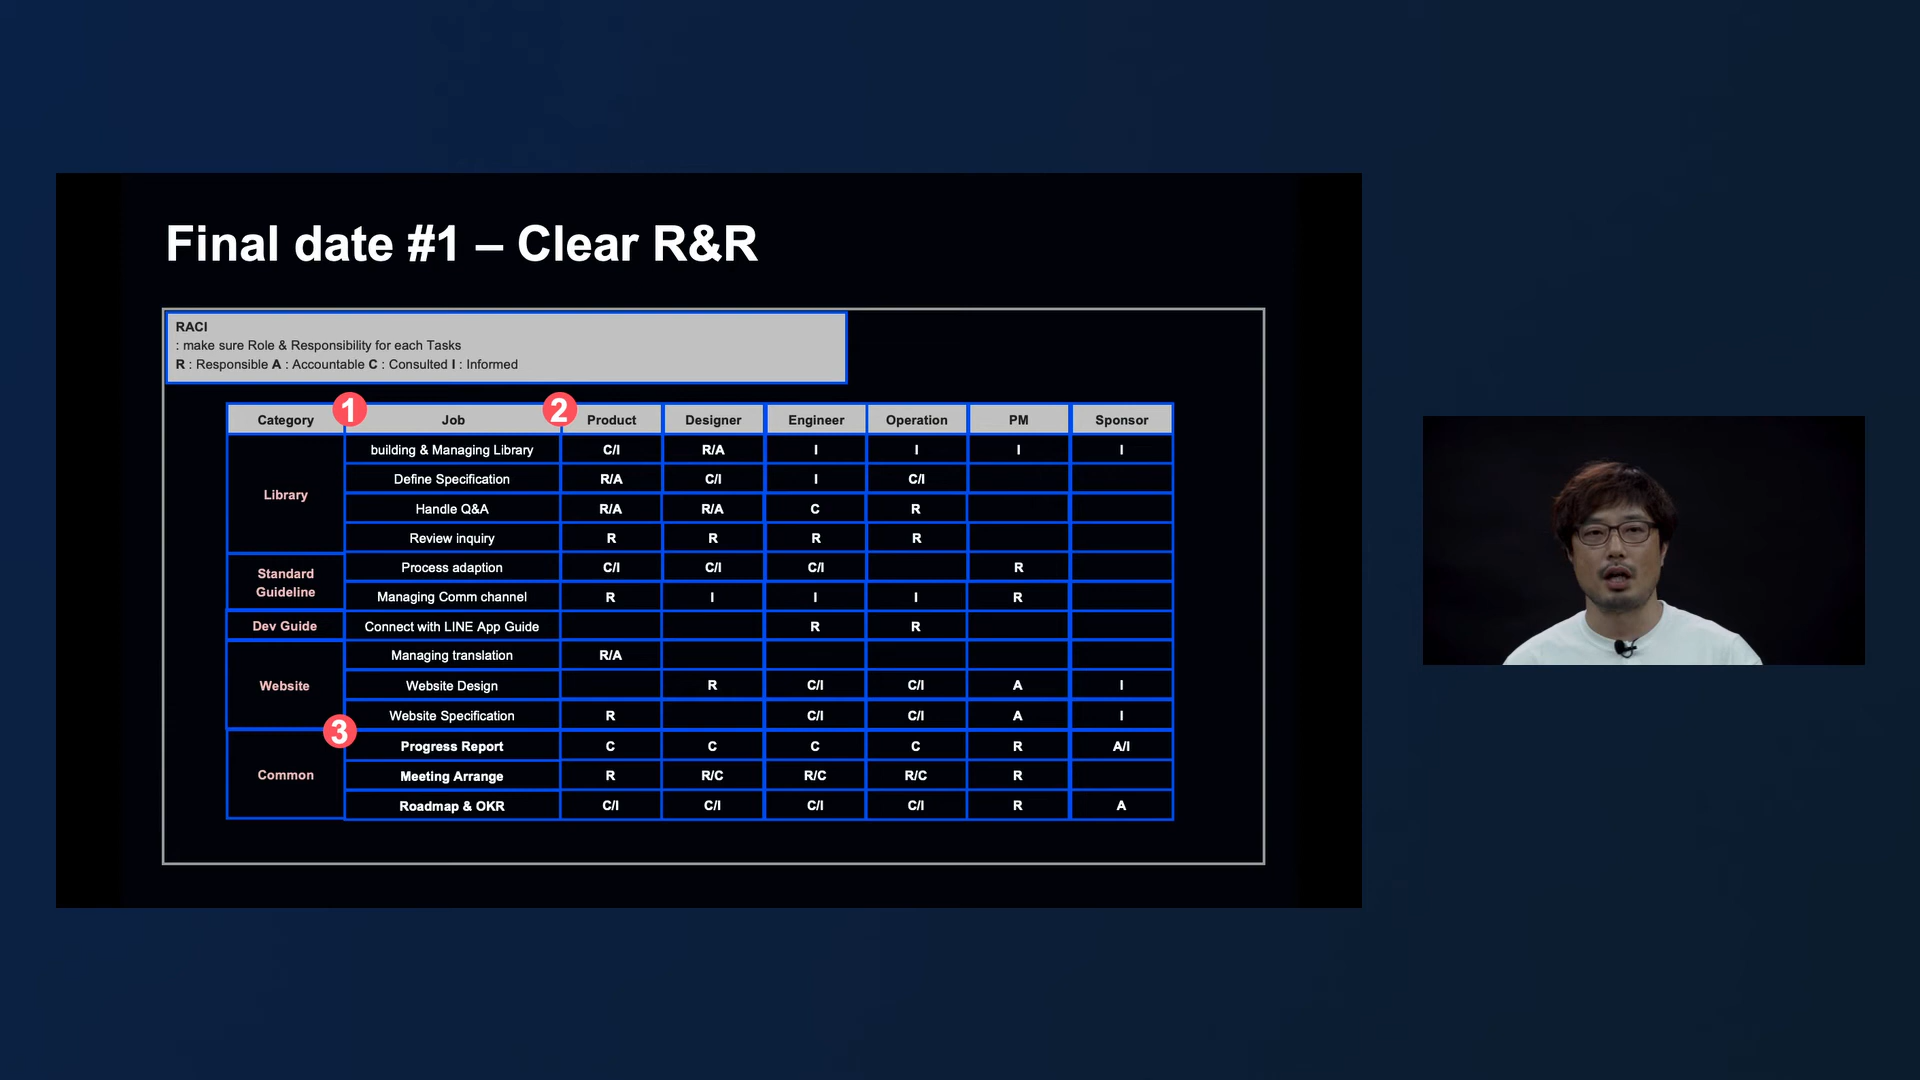 Final date #1 – Clear R&R
RACI
: make sure Role & Responsibility for each Tasks
R : Responsible A : Accountable C : Consulted I : Informed
1 2
Category Job Product Designer Engineer Operation PM Sponsor
Library
building & Managing Library C/I R/A I I I I
Define Specification R/A C/I I C/I
Handle Q&A R/A R/A C R
Review inquiry R R R R
Standard
Guideline
Process adaption C/I C/I C/I R
Managing Comm channel R I I I R
Dev Guide Connect with LINE App Guide R R
Website
Managing translation R/A
Website Design R C/I C/I A I
Website Specification R C/I C/I A I
3
Common
Progress Report C C C C R A/I
Meeting Arrange R R/C R/C R/C R
Roadmap & OKR C/I C/I C/I C/I R A